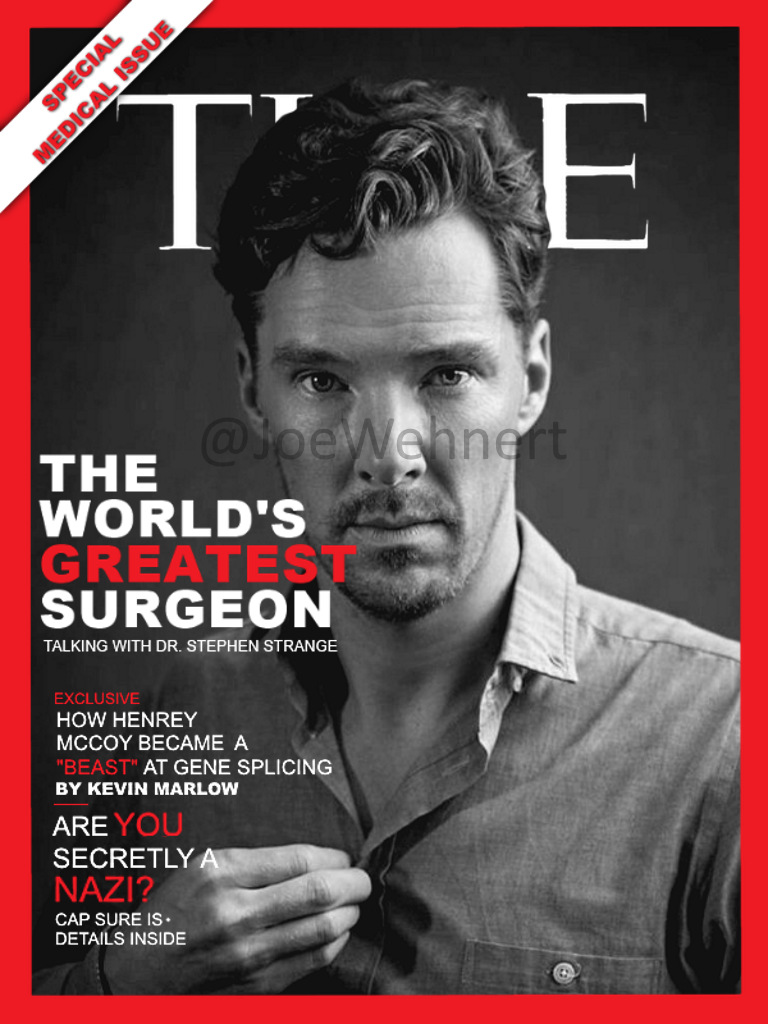 SPECIAL
MEDICAL ISSUE
TIME
@JoeWehnert
THE
WORLD'S
GREATEST
SURGEON
TALKING WITH DR. STEPHEN STRANGE
EXCLUSIVE
HOW HENREY
MCCOY BECAME A
"BEAST" AT GENE SPLICING
BY KEVIN MARLOW
ARE YOU
SECRETLY A
NAZI?
CAP SURE IS•
DETAILS INSIDE